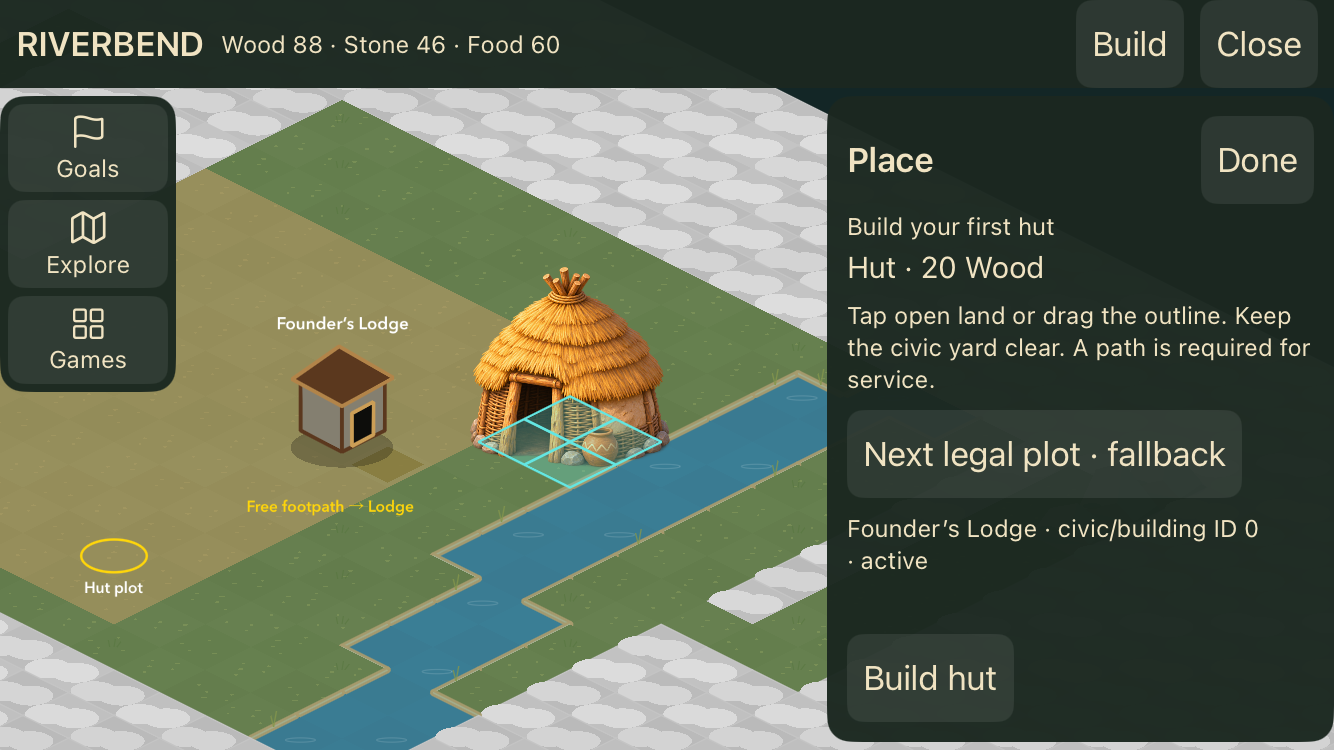 RIVERBEND Wood 88 · Stone 46 · Food 60
Build
Close
Goals
Explore
Games
Founder’s Lodge
Free footpath → Lodge
Hut plot
Place
Done
Build your first hut
Hut · 20 Wood
Tap open land or drag the outline. Keep
the civic yard clear. A path is required for
service.
Next legal plot · fallback
Founder’s Lodge · civic/building ID 0
· active
Build hut